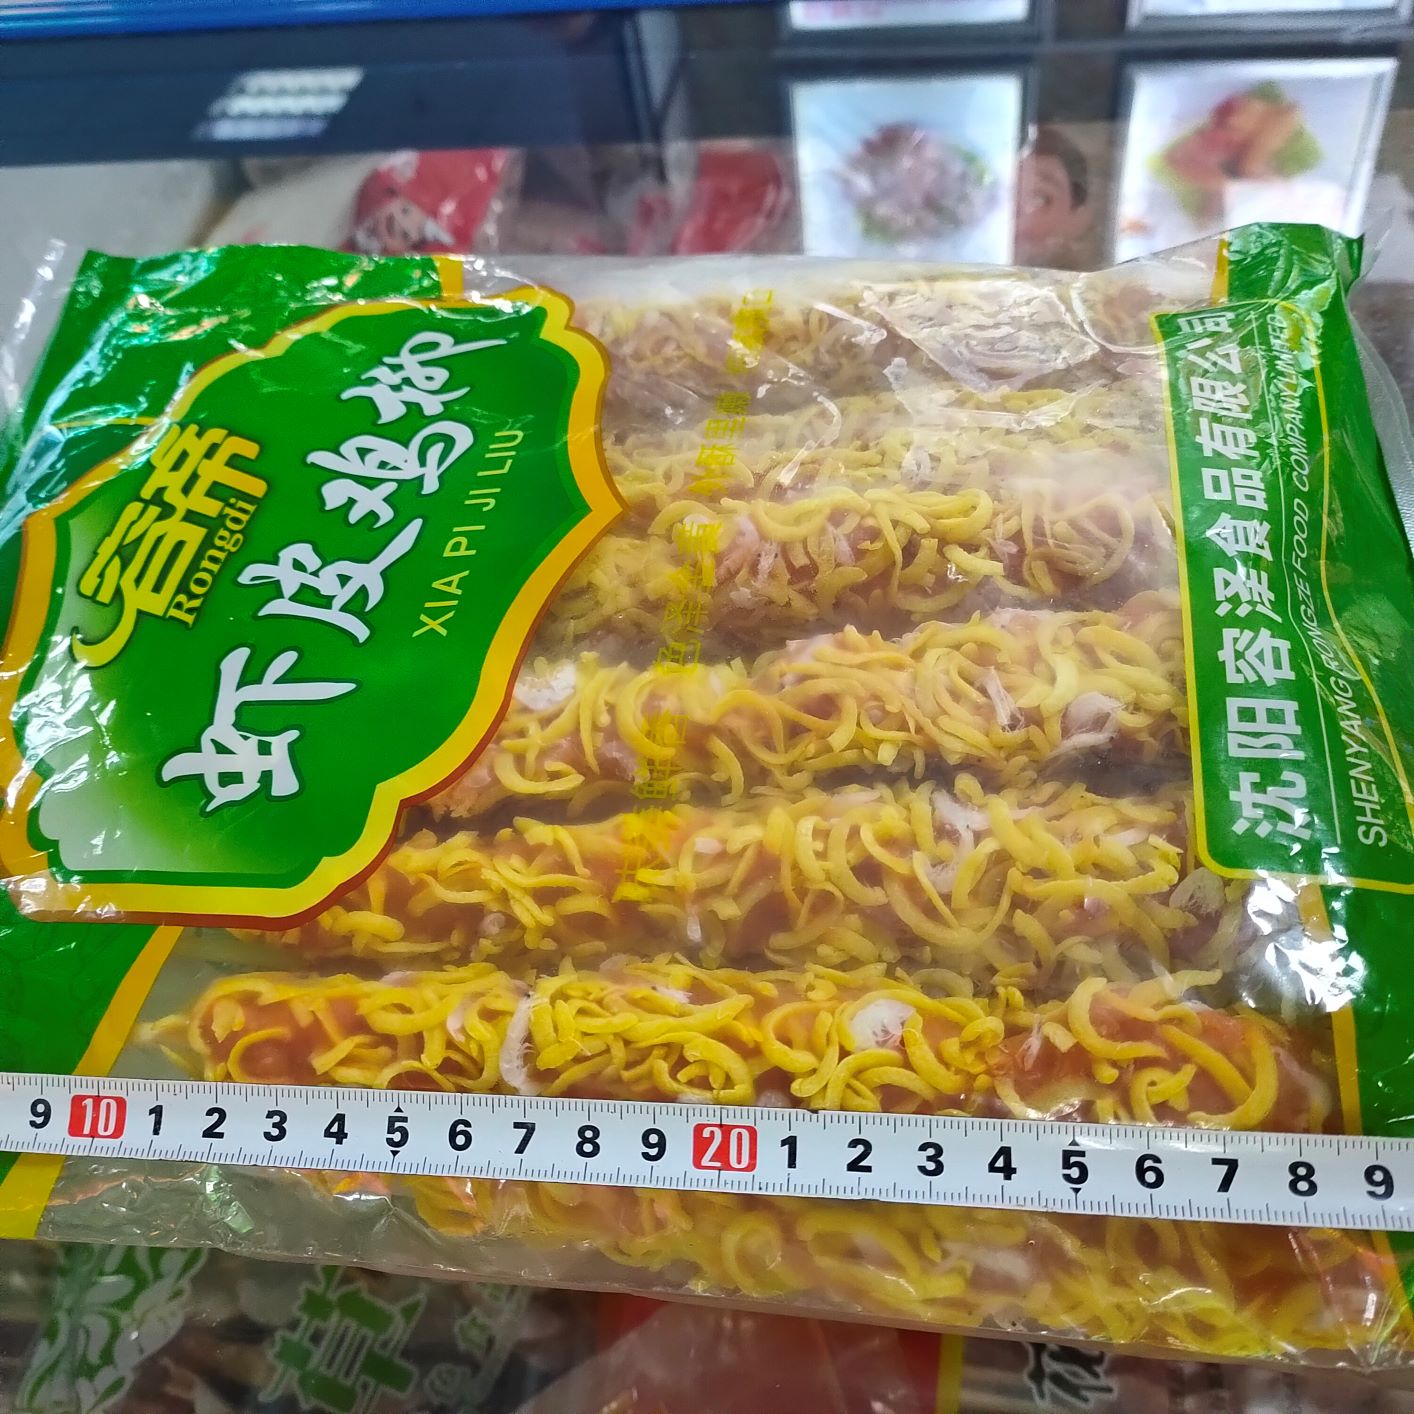 容帝
Rongdi
虾皮鸡柳
XIA PI JI LIU
沈阳容泽食品有限公司
SHENYANG RONGZE FOOD COMPANY LIMITED
9 10 1 2 3 4 5 6 7 8 9 20 1 2 3 4 5 6 7 8 9